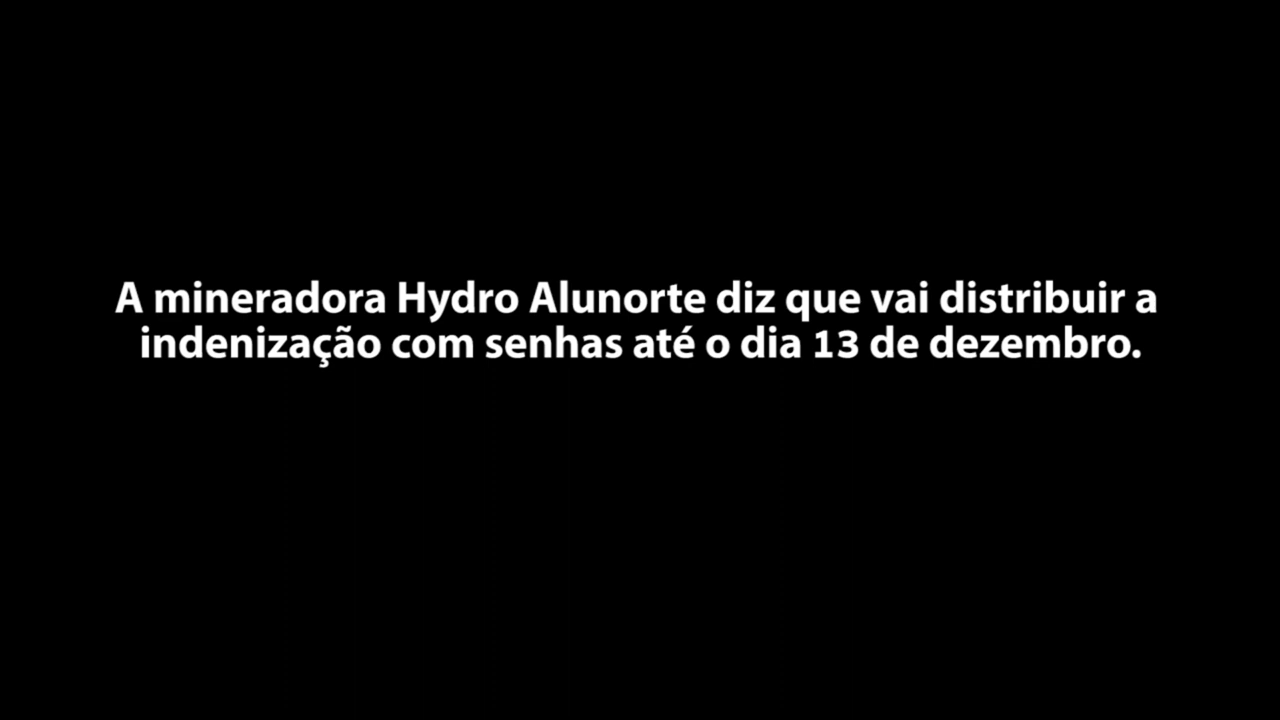 A mineradora Hydro Alunorte diz que vai distribuir a
indenização com senhas até o dia 13 de dezembro.